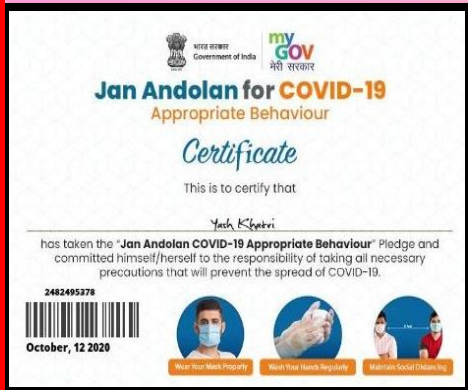 भारत सरकार
Government of India
my
GOV
मेरी सरकार
Jan Andolan for COVID-19
Appropriate Behaviour
Certificate
This is to certify that
Yash Khatri
has taken the "Jan Andolan COVID-19 Appropriate Behaviour" Pledge and
committed himself/herself to the responsibility of taking all necessary
precautions that will prevent the spread of COVID-19.
2482495378
October, 12 2020
Wear Your Mask Properly
Wash Your Hands Regularly
Maintain Social Distancing